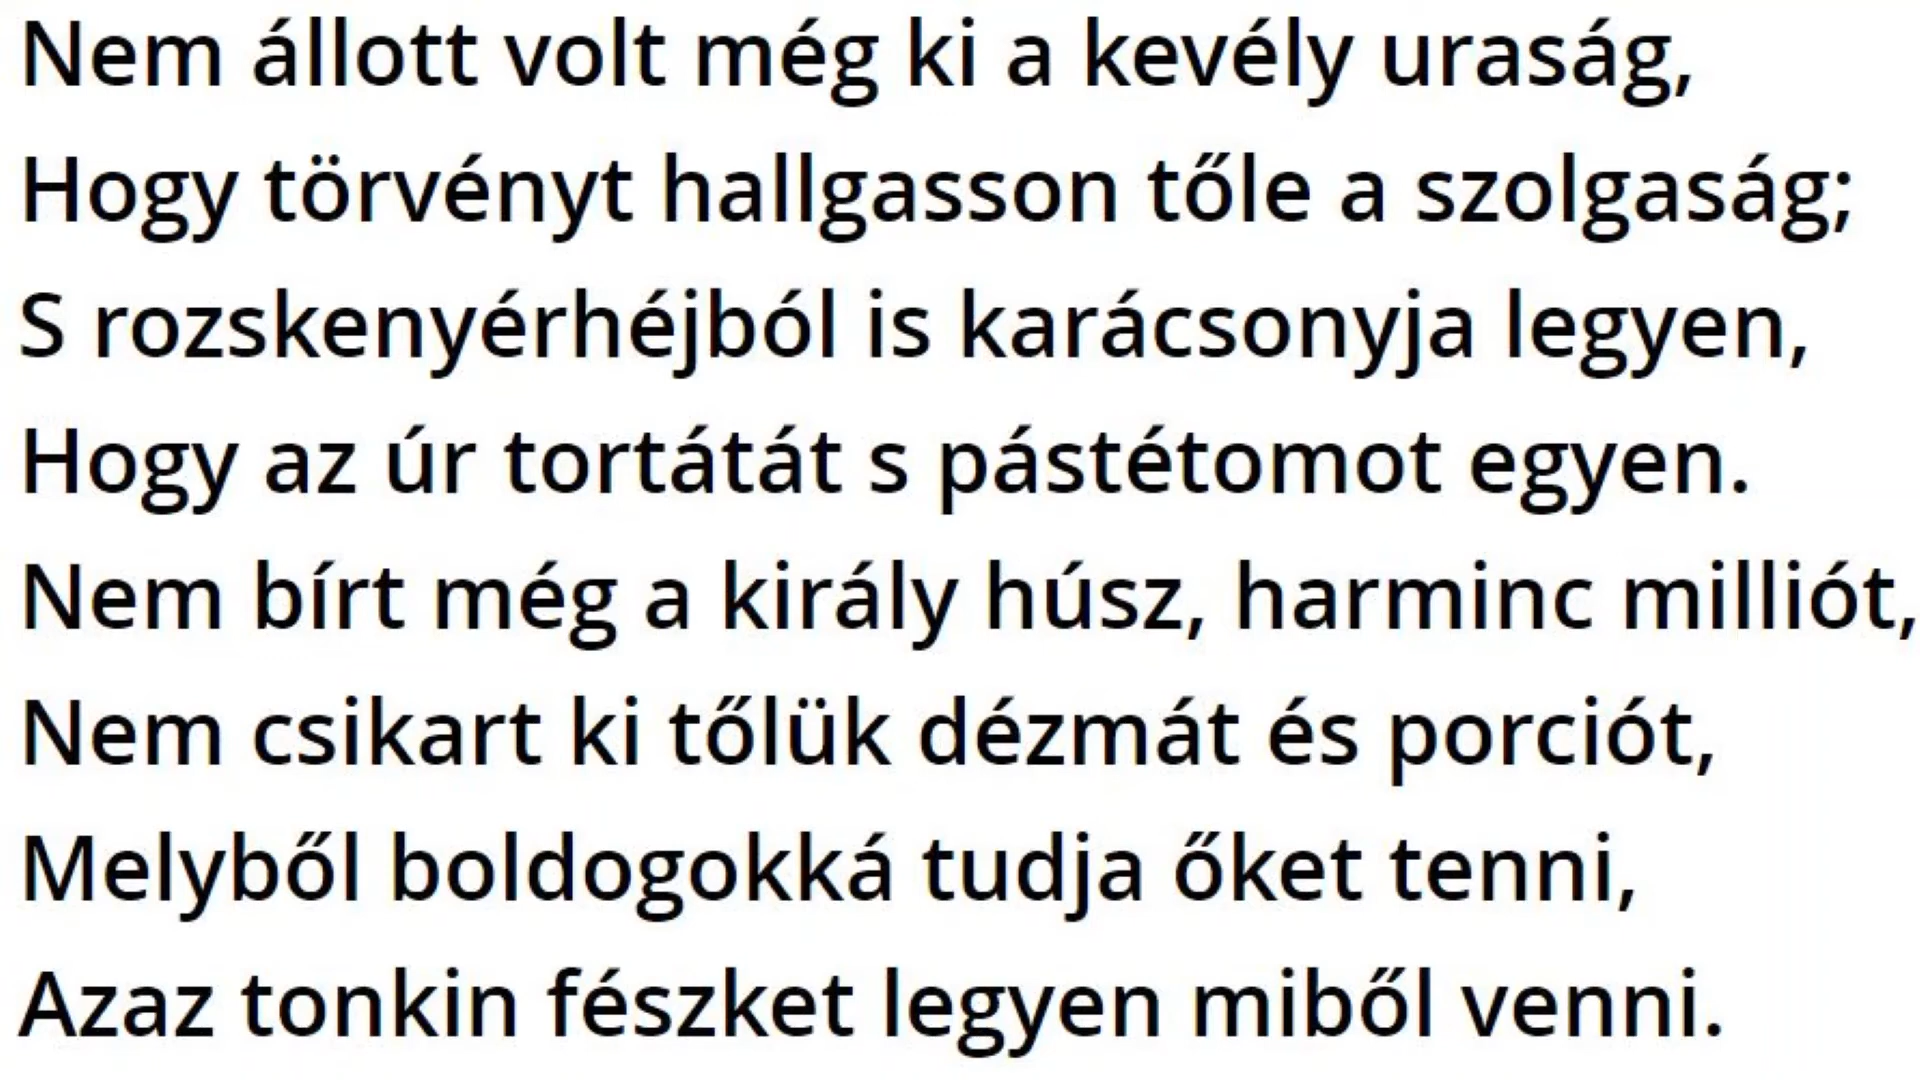 Nem állott volt még ki a kevély uraság,
Hogy törvényt hallgasson tőle a szolgaság;
S rozskenyérhéjból is karácsonyja legyen,
Hogy az úr tortátát s pástétomot egyen.
Nem bírt még a király húsz, harminc milliót,
Nem csikart ki tőlük dézmát és porciót,
Melyből boldogokká tudja őket tenni,
Azaz tonkin fészket legyen miből venni.